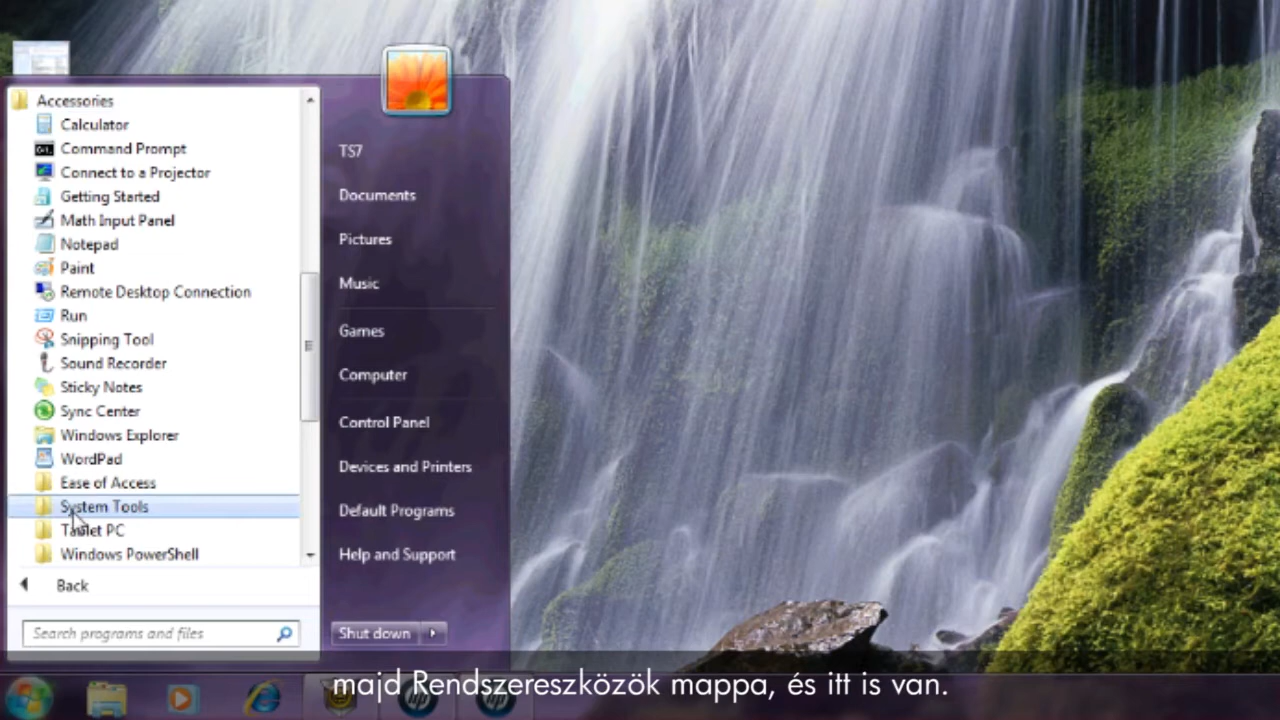 Accessories
Calculator
Command Prompt
Connect to a Projector
Getting Started
Math Input Panel
Notepad
Paint
Remote Desktop Connection
Run
Snipping Tool
Sound Recorder
Sticky Notes
Sync Center
Windows Explorer
WordPad
Ease of Access
System Tools
Tablet PC
Windows PowerShell
Back
Search programs and files
TS7
Documents
Pictures
Music
Games
Computer
Control Panel
Devices and Printers
Default Programs
Help and Support
Shut down
majd Rendszereszközök mappa, és itt is van.
hp
hp